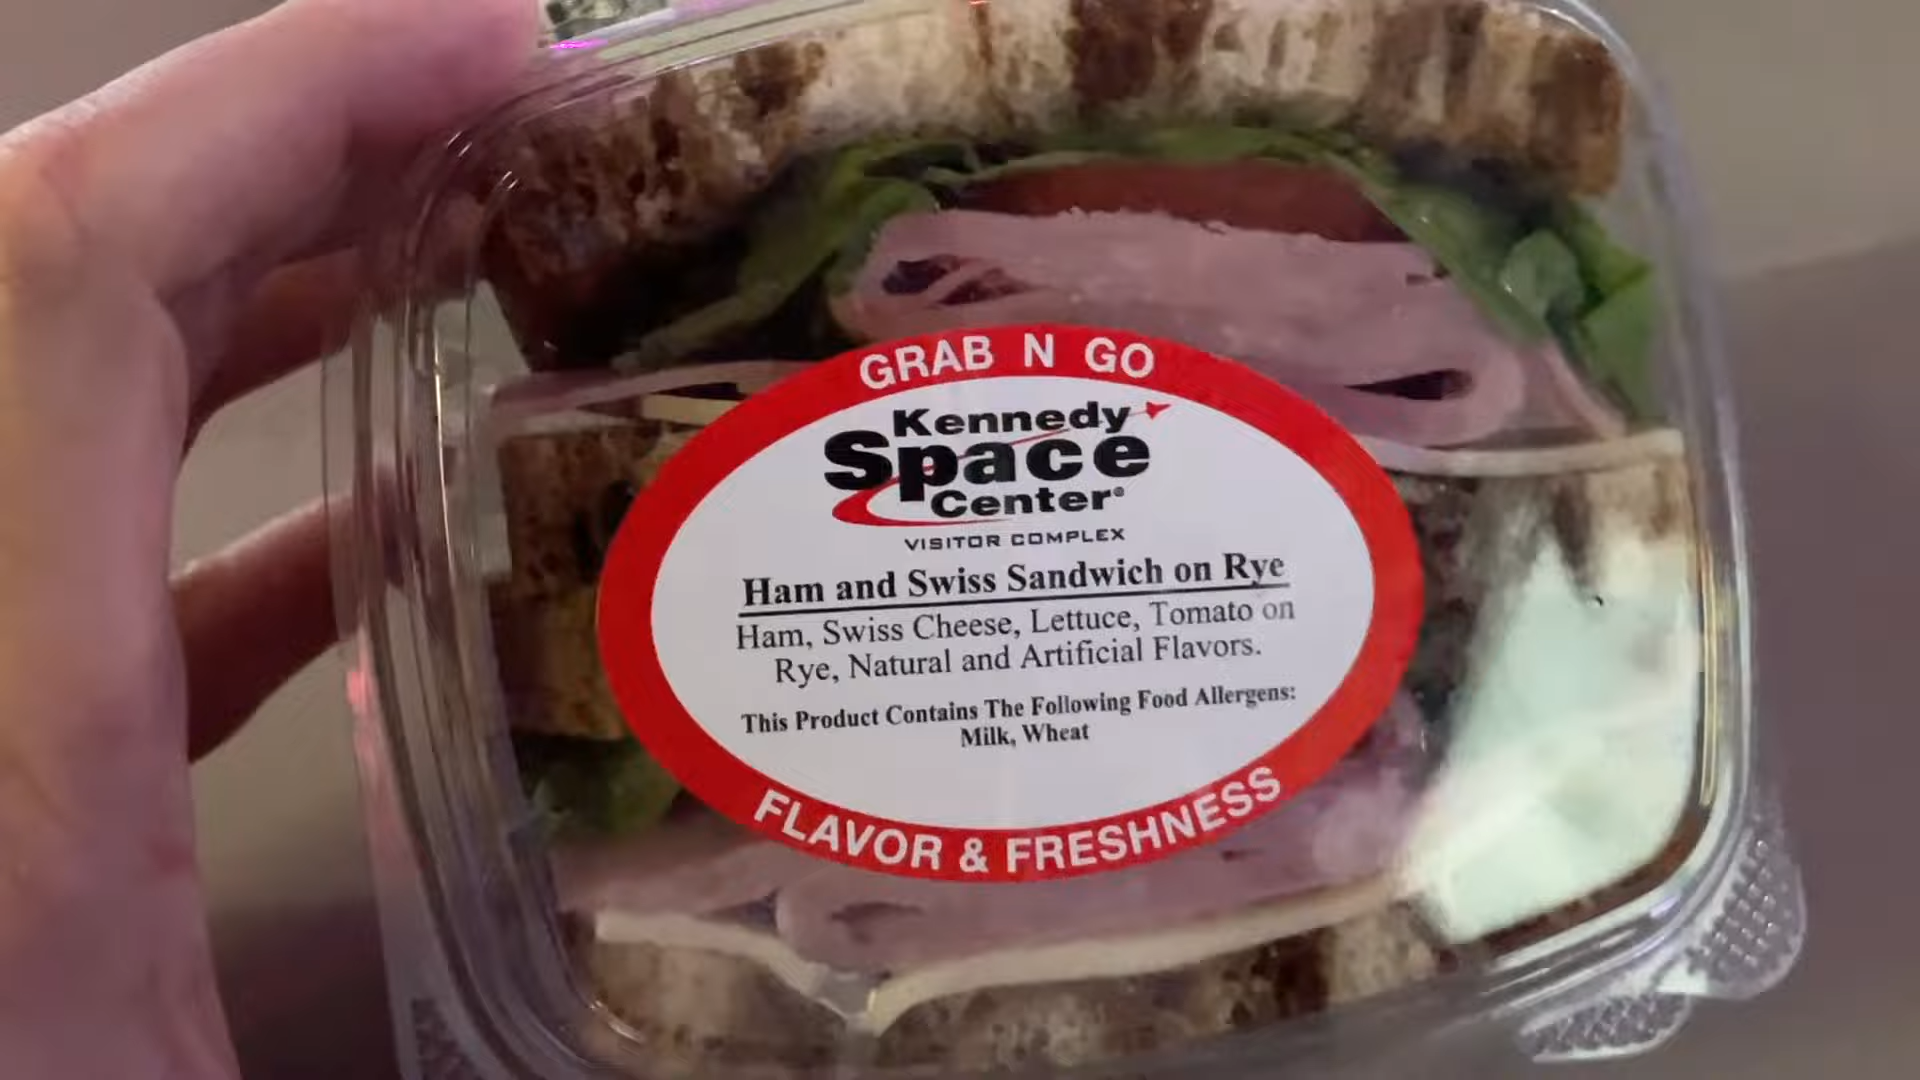 GRAB N GO
Kennedy
Space
Center®
VISITOR COMPLEX
Ham and Swiss Sandwich on Rye
Ham, Swiss Cheese, Lettuce, Tomato on
Rye, Natural and Artificial Flavors.
This Product Contains The Following Food Allergens:
Milk, Wheat
FLAVOR & FRESHNESS